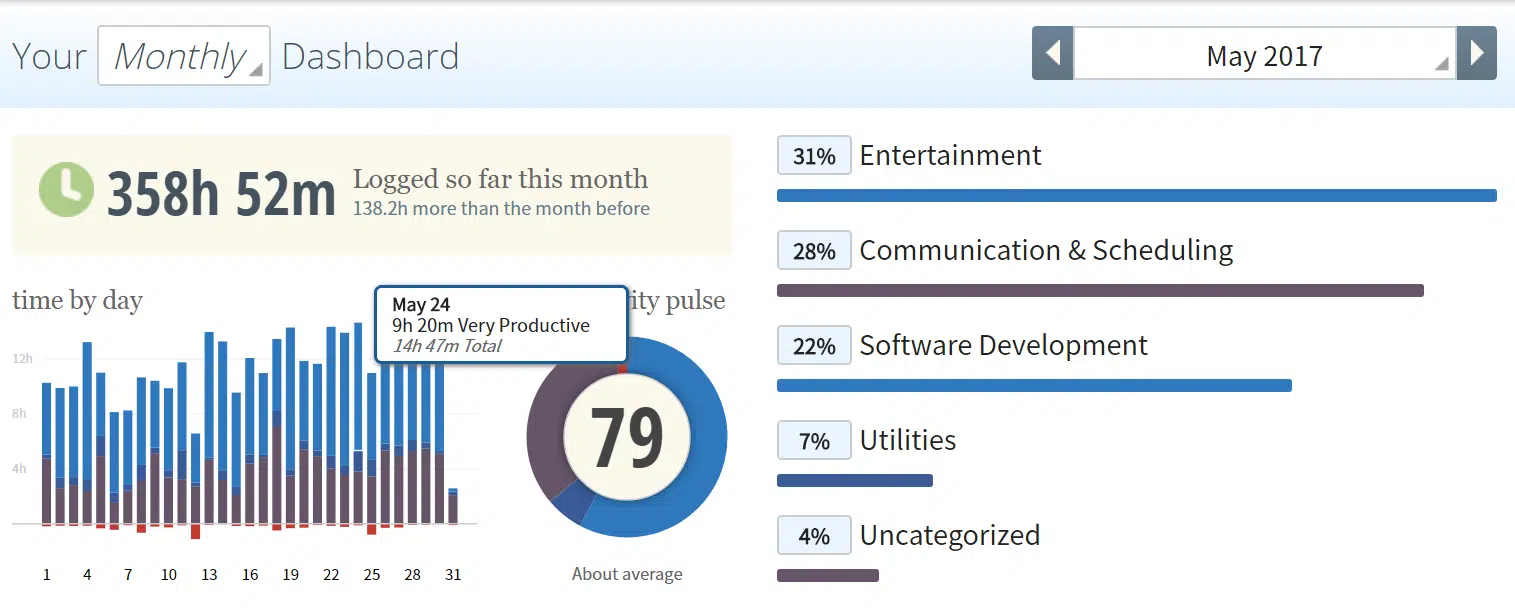 Your Monthly Dashboard
May 2017
358h 52m
Logged so far this month
138.2h more than the month before
time by day
ity pulse
May 24
9h 20m Very Productive
14h 47m Total
12h
8h
4h
1 4 7 10 13 16 19 22 25 28 31
79
About average
31% Entertainment
28% Communication & Scheduling
22% Software Development
7% Utilities
4% Uncategorized